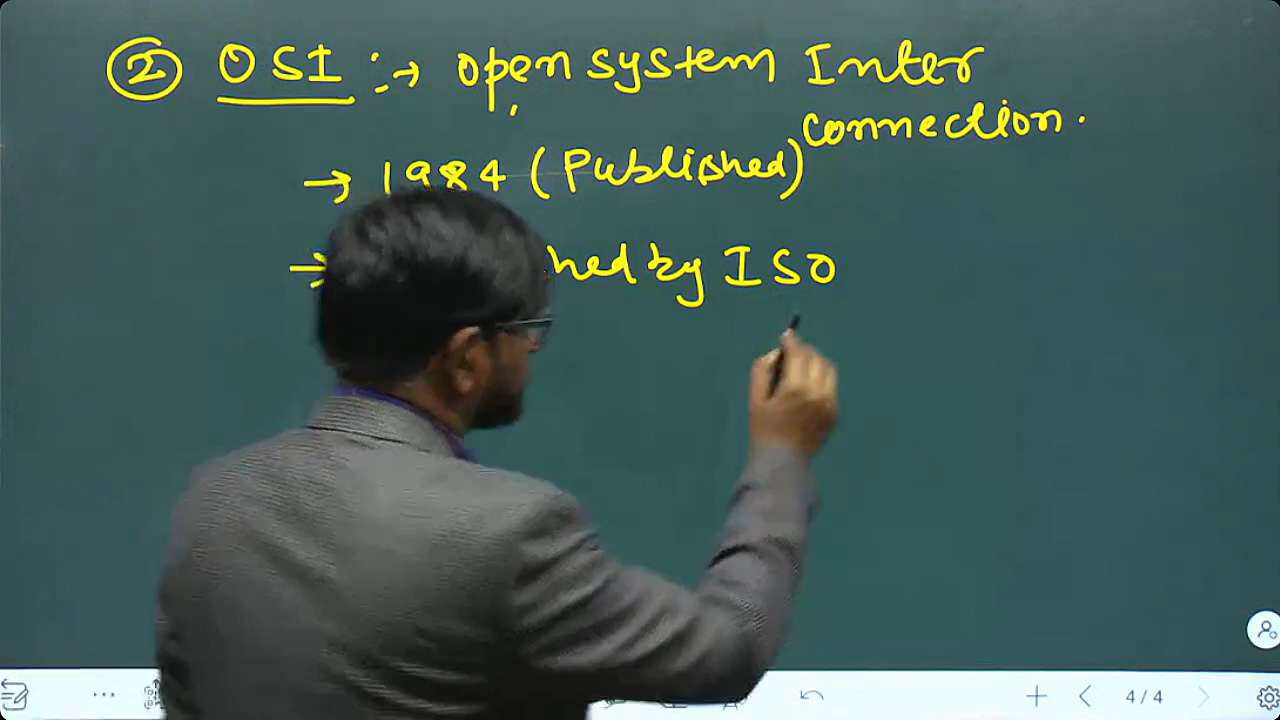 ② OSI :→ open system Inter
connection.
→ 1984 (Published)
→ hed by ISO
4/4